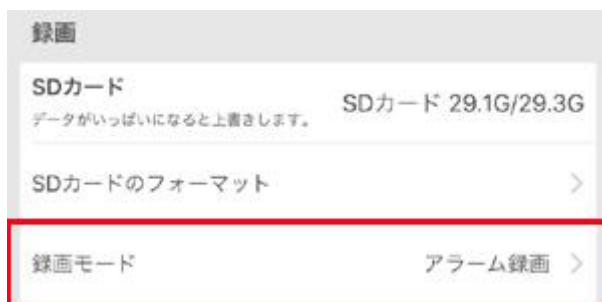 録画
SDカード
SDカード 29.1G/29.3G
データがいっぱいになると上書きします。
SDカードのフォーマット
録画モード アラーム録画